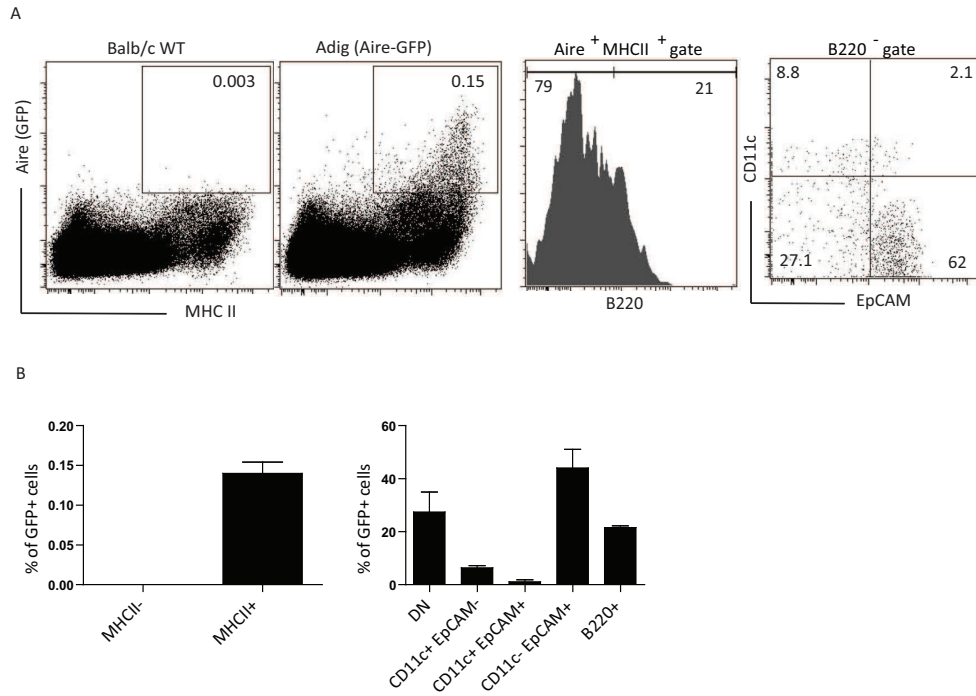 A
Balb/c WT
Adig (Aire-GFP)
Aire + MHCII + gate
B220 - gate
0.003
0.15
79
21
8.8
2.1
27.1
62
Aire (GFP)
MHC II
B220
CD11c
EpCAM
B
% of GFP+ cells
0.20
0.15
0.10
0.05
0.00
MHCII-
MHCII+
% of GFP+ cells
60
40
20
0
DN
CD11c+ EpCAM-
CD11c+ EpCAM+
CD11c- EpCAM+
B220+